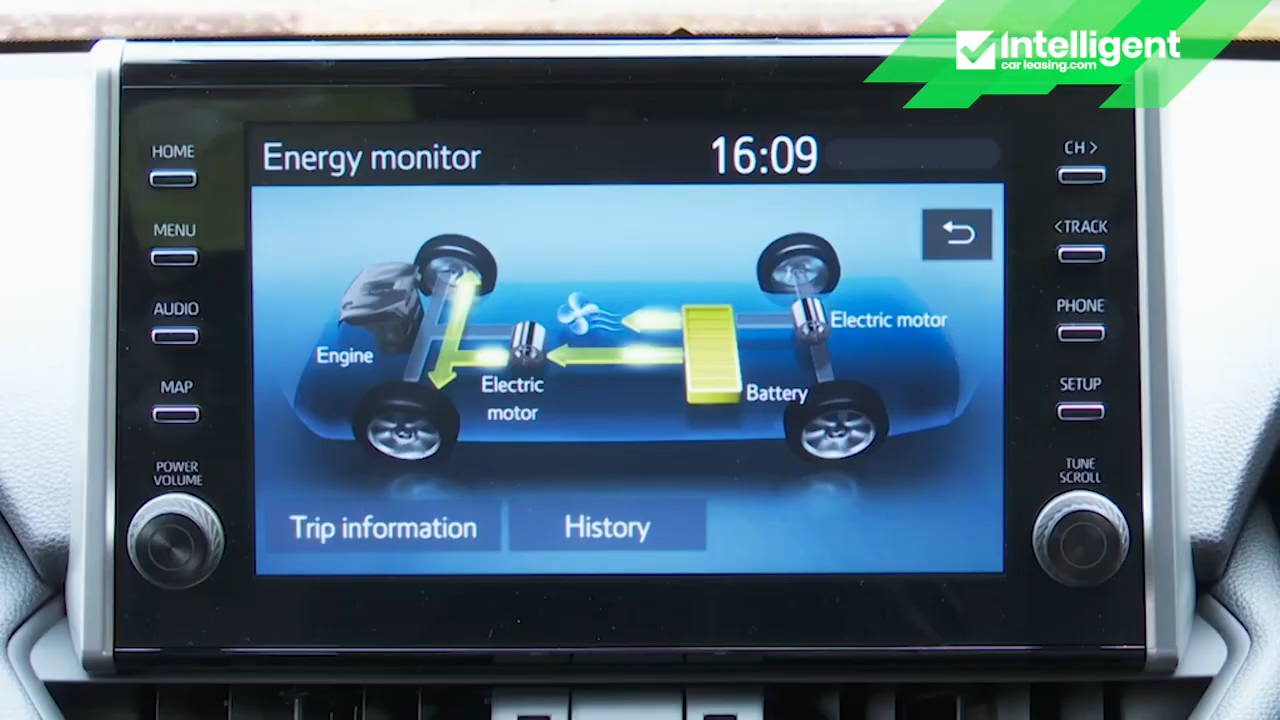 Intelligent
carleasing.com
HOME
MENU
AUDIO
MAP
POWER
VOLUME
Energy monitor
16:09
Engine
Electric
motor
Electric motor
Battery
Trip information
History
CH >
<TRACK
PHONE
SETUP
TUNE
SCROLL